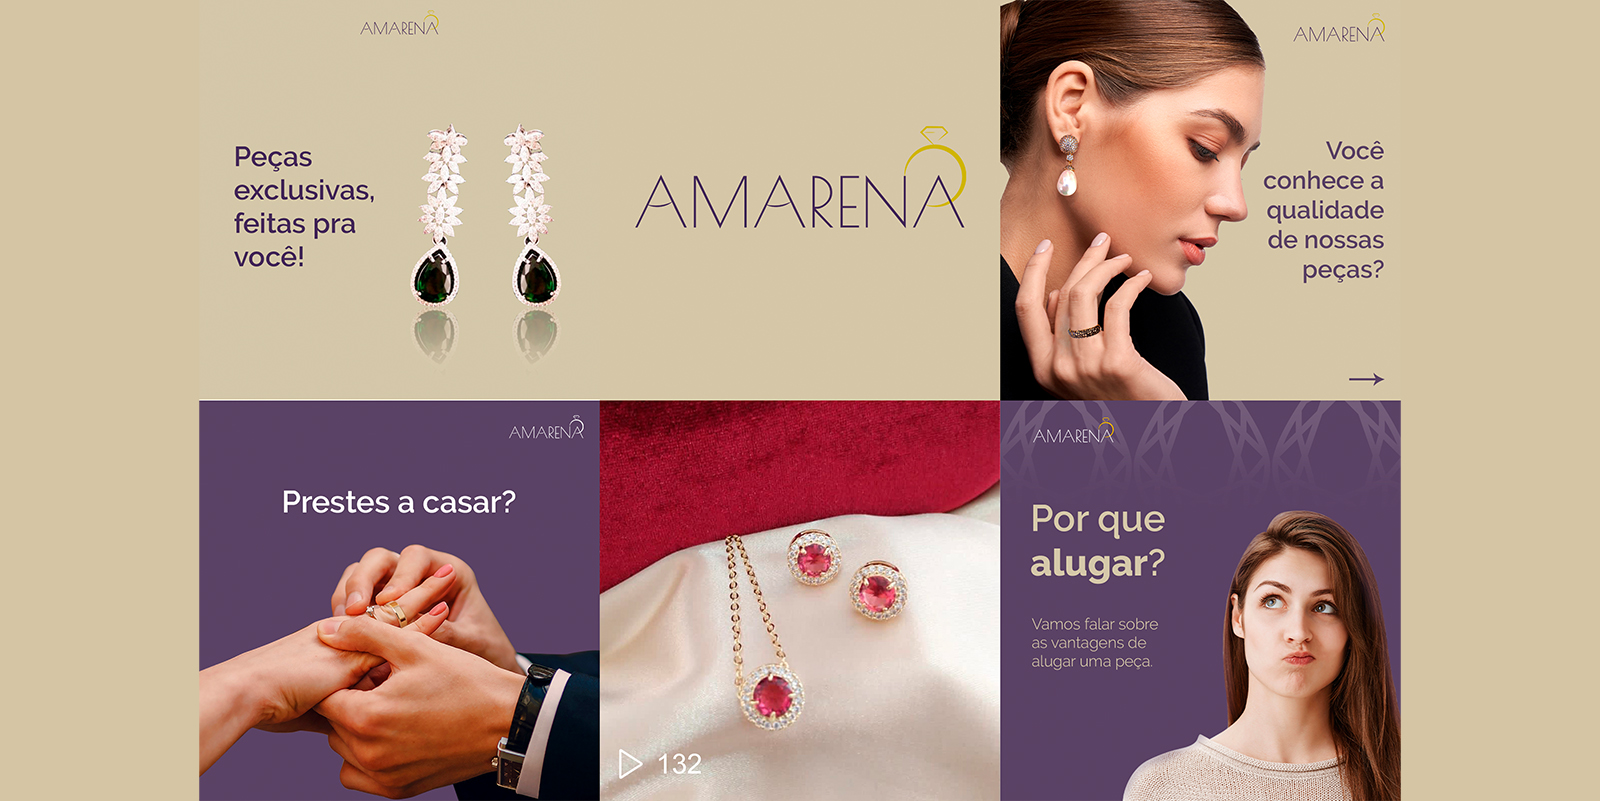 AMARENA
Peças
exclusivas,
feitas pra
você!
AMARENA
AMARENA
Você
conhece a
qualidade
de nossas
peças?
AMARENA
Prestes a casar?
132
AMARENA
Por que
alugar?
Vamos falar sobre
as vantagens de
alugar uma peça.